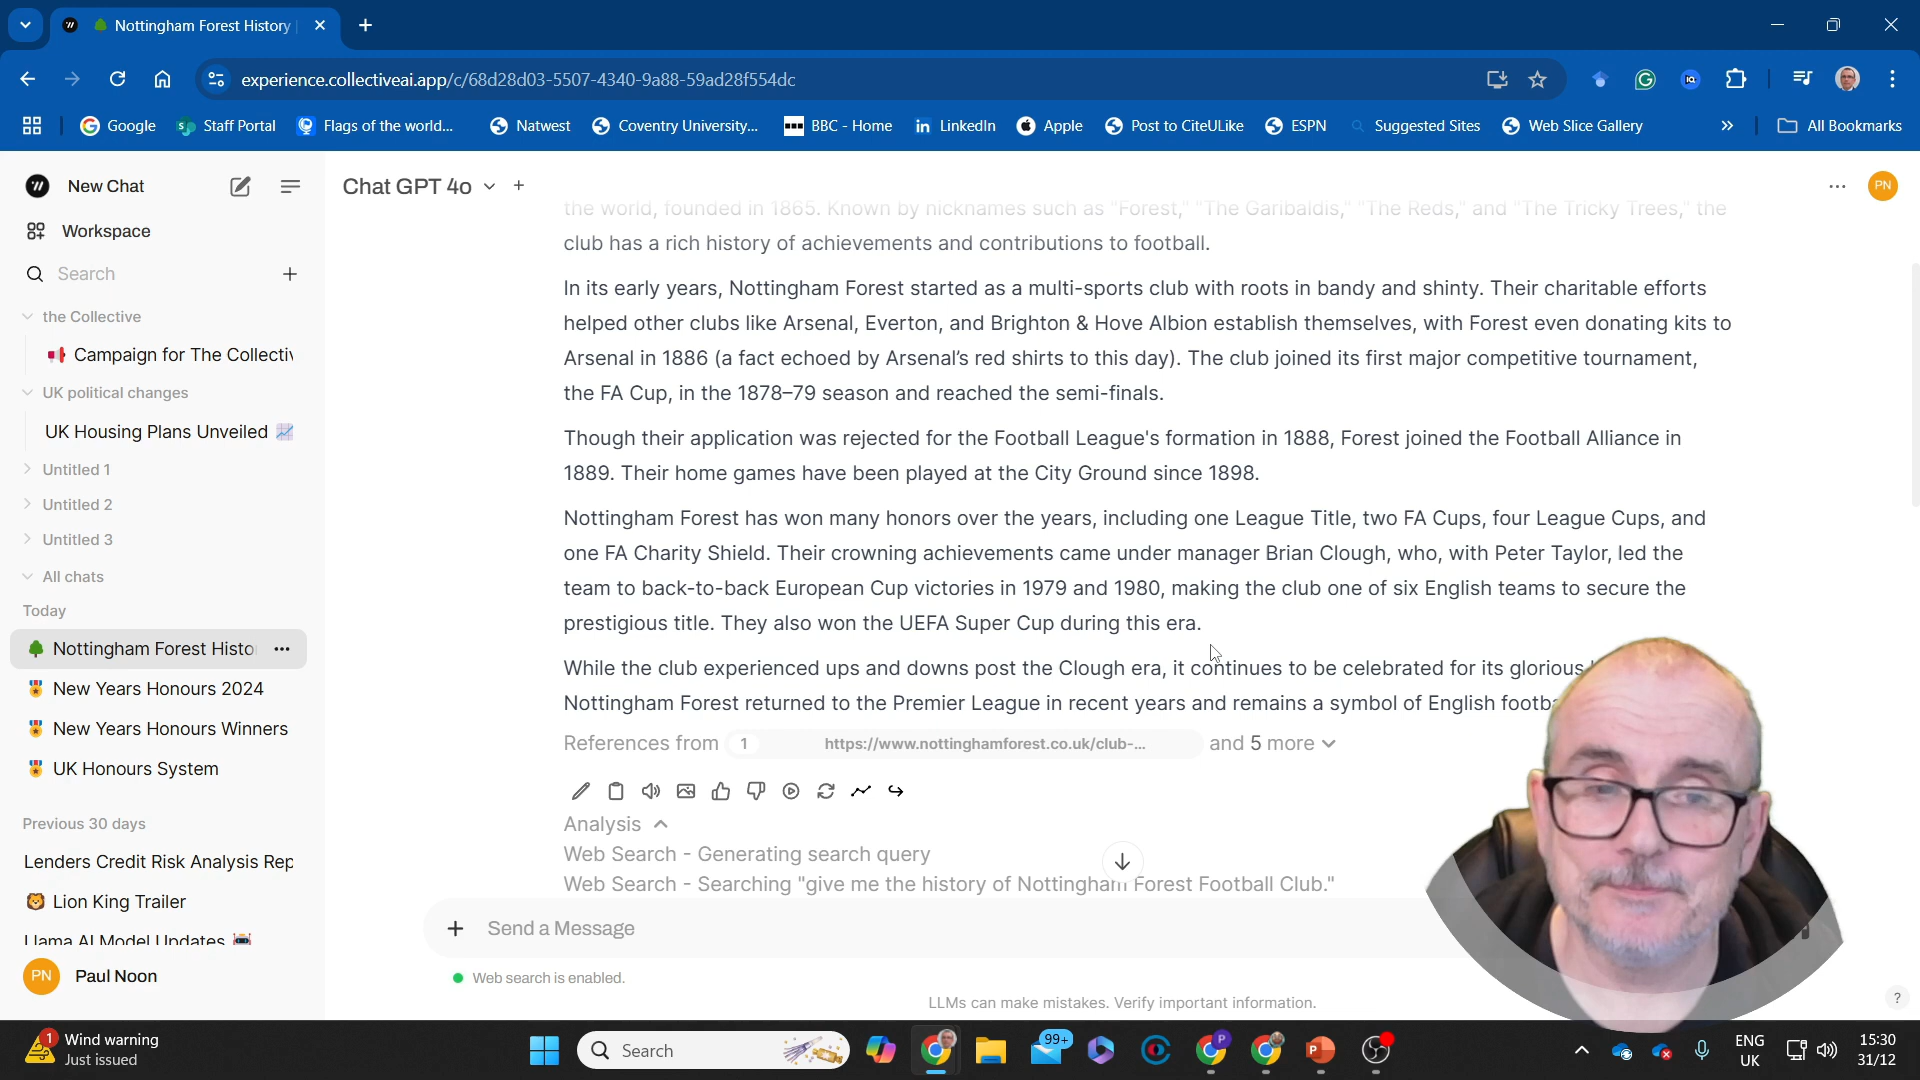 Nottingham Forest History
experience.collectiveai.app/c/68d28d03-5507-4340-9a88-59ad28f554dc
Google
Staff Portal
Flags of the world...
Natwest
Coventry University...
BBC - Home
LinkedIn
Apple
Post to CiteULike
ESPN
Suggested Sites
Web Slice Gallery
All Bookmarks
New Chat
Workspace
Search
the Collective
Campaign for The Collectiv
UK political changes
UK Housing Plans Unveiled
Untitled 1
Untitled 2
Untitled 3
All chats
Today
Nottingham Forest Histo
New Years Honours 2024
New Years Honours Winners
UK Honours System
Previous 30 days
Lenders Credit Risk Analysis Rep
Lion King Trailer
Llama AI Model Updates
PN
Paul Noon
Chat GPT 4o
PN
the world, founded in 1865. Known by nicknames such as "Forest," "The Garibaldis," "The Reds," and "The Tricky Trees," the
club has a rich history of achievements and contributions to football.
In its early years, Nottingham Forest started as a multi-sports club with roots in bandy and shinty. Their charitable efforts
helped other clubs like Arsenal, Everton, and Brighton & Hove Albion establish themselves, with Forest even donating kits to
Arsenal in 1886 (a fact echoed by Arsenal's red shirts to this day). The club joined its first major competitive tournament,
the FA Cup, in the 1878–79 season and reached the semi-finals.
Though their application was rejected for the Football League's formation in 1888, Forest joined the Football Alliance in
1889. Their home games have been played at the City Ground since 1898.
Nottingham Forest has won many honors over the years, including one League Title, two FA Cups, four League Cups, and
one FA Charity Shield. Their crowning achievements came under manager Brian Clough, who, with Peter Taylor, led the
team to back-to-back European Cup victories in 1979 and 1980, making the club one of six English teams to secure the
prestigious title. They also won the UEFA Super Cup during this era.
While the club experienced ups and downs post the Clough era, it continues to be celebrated for its glorious
Nottingham Forest returned to the Premier League in recent years and remains a symbol of English footba
References from 1 https://www.nottinghamforest.co.uk/club-... and 5 more
Analysis
Web Search - Generating search query
Web Search - Searching "give me the history of Nottingham Forest Football Club."
Send a Message
Web search is enabled.
LLMs can make mistakes. Verify important information.
?
1
Wind warning
Just issued
Search
99+
P
ENG
UK
15:30
31/12